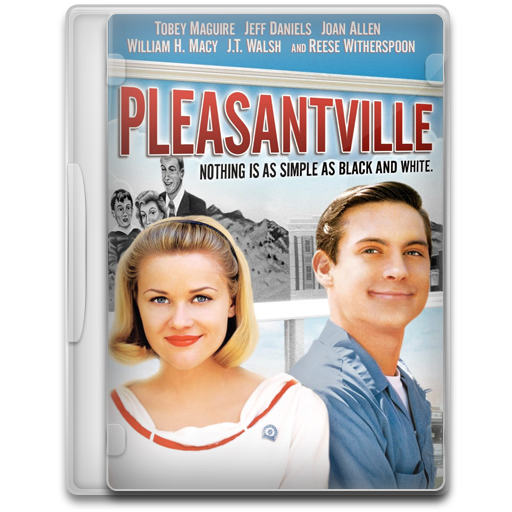 TOBEY MAGUIRE JEFF DANIELS JOAN ALLEN
WILLIAM H. MACY J.T. WALSH AND REESE WITHERSPOON
PLEASANTVILLE
NOTHING IS AS SIMPLE AS BLACK AND WHITE.